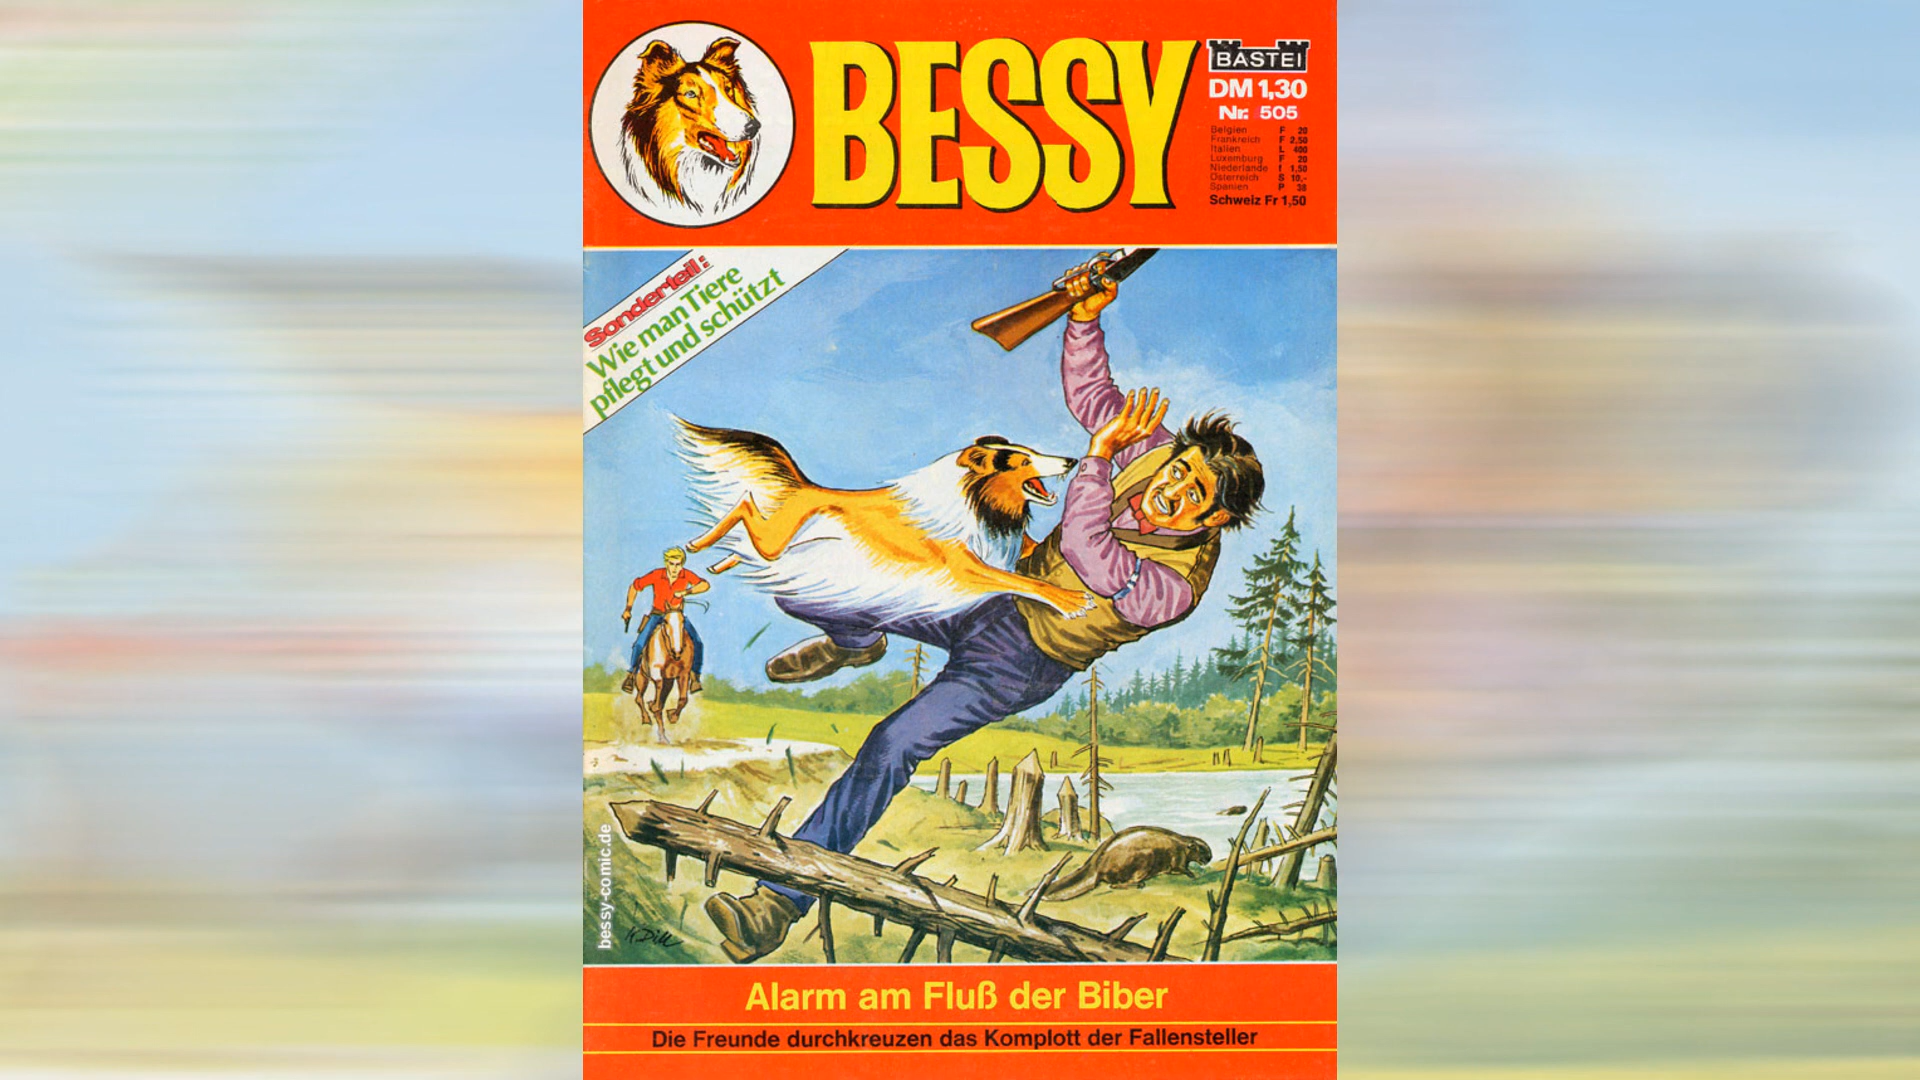 BESSY
BASTEI
DM 1,30
Nr. 505
Belgien F 20
Frankreich F 2,50
Italien L 400
Luxemburg F 20
Niederlande f 1,50
Österreich S 10,-
Spanien P 38
Schweiz Fr 1,50
Sonderteil:
Wie man Tiere
pflegt und schützt
bessy-comic.de
K. Dill
Alarm am Fluß der Biber
Die Freunde durchkreuzen das Komplott der Fallensteller